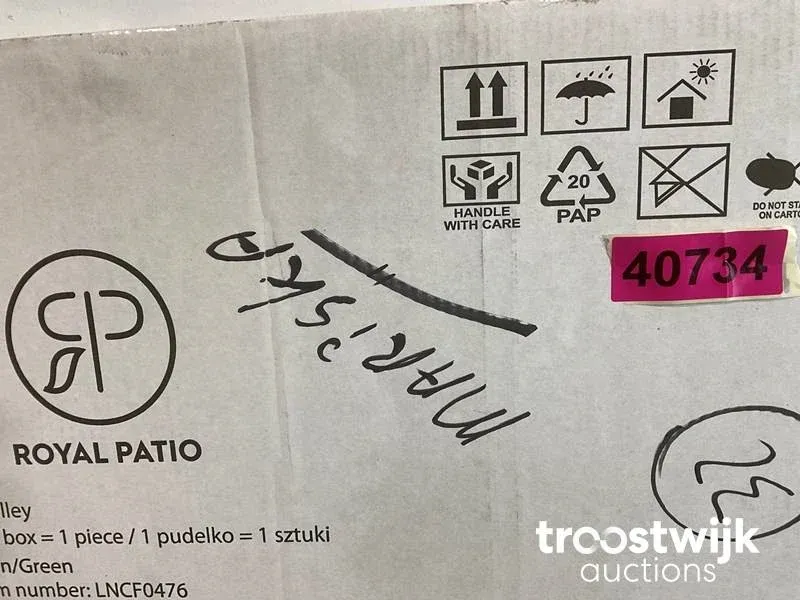 HANDLE
WITH CARE
20
PAP
DO NOT STA
ON CARTO
40734
ROYAL PATIO
lley
box = 1 piece / 1 pudelko = 1 sztuki
n/Green
m number: LNCF0476
troostwijk
auctions